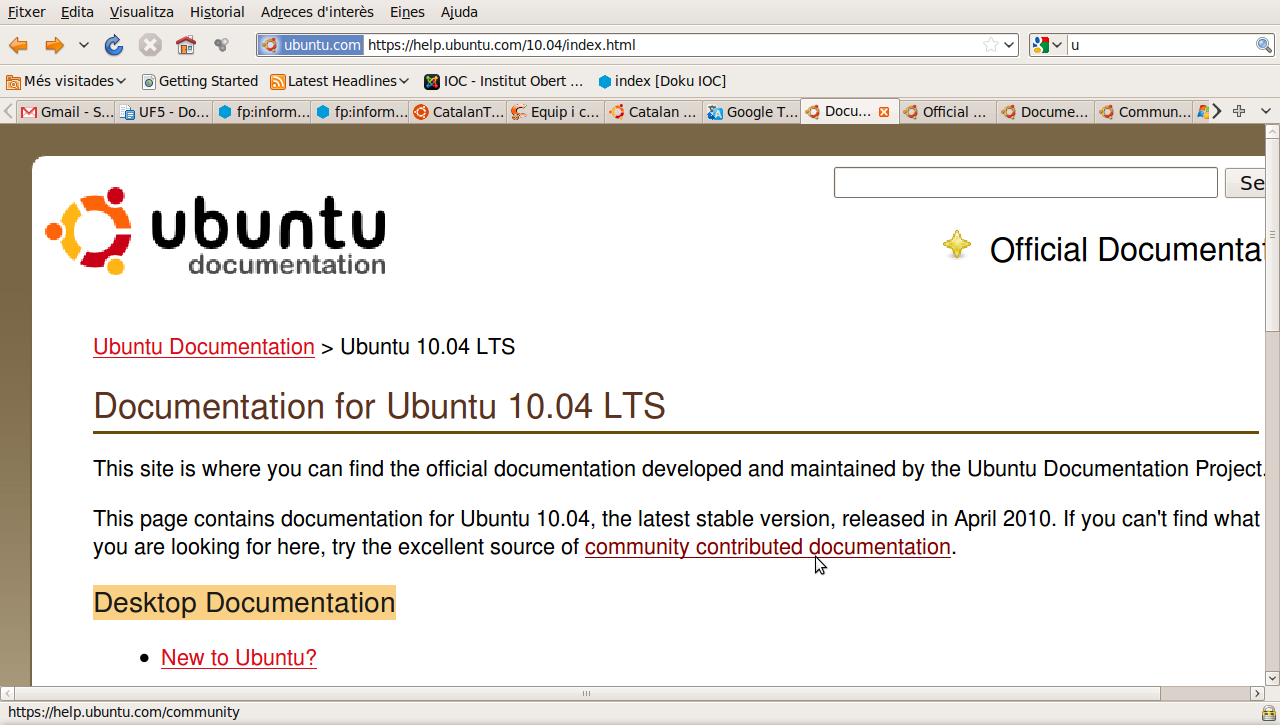 Fitxer Edita Visualitza Historial Adreces d'interès Eines Ajuda
ubuntu.com https://help.ubuntu.com/10.04/index.html u
Més visitades Getting Started Latest Headlines IOC - Institut Obert ... index [Doku IOC]
Gmail - S... UF5 - Do... fp:inform... fp:inform... CatalanT... Equip i c... Catalan ... Google T... Docu... Official ... Docume... Commun...
Se
ubuntu
documentation
Official Documentat
Ubuntu Documentation > Ubuntu 10.04 LTS
Documentation for Ubuntu 10.04 LTS
This site is where you can find the official documentation developed and maintained by the Ubuntu Documentation Project.
This page contains documentation for Ubuntu 10.04, the latest stable version, released in April 2010. If you can't find what
you are looking for here, try the excellent source of community contributed documentation.
Desktop Documentation
• New to Ubuntu?
https://help.ubuntu.com/community